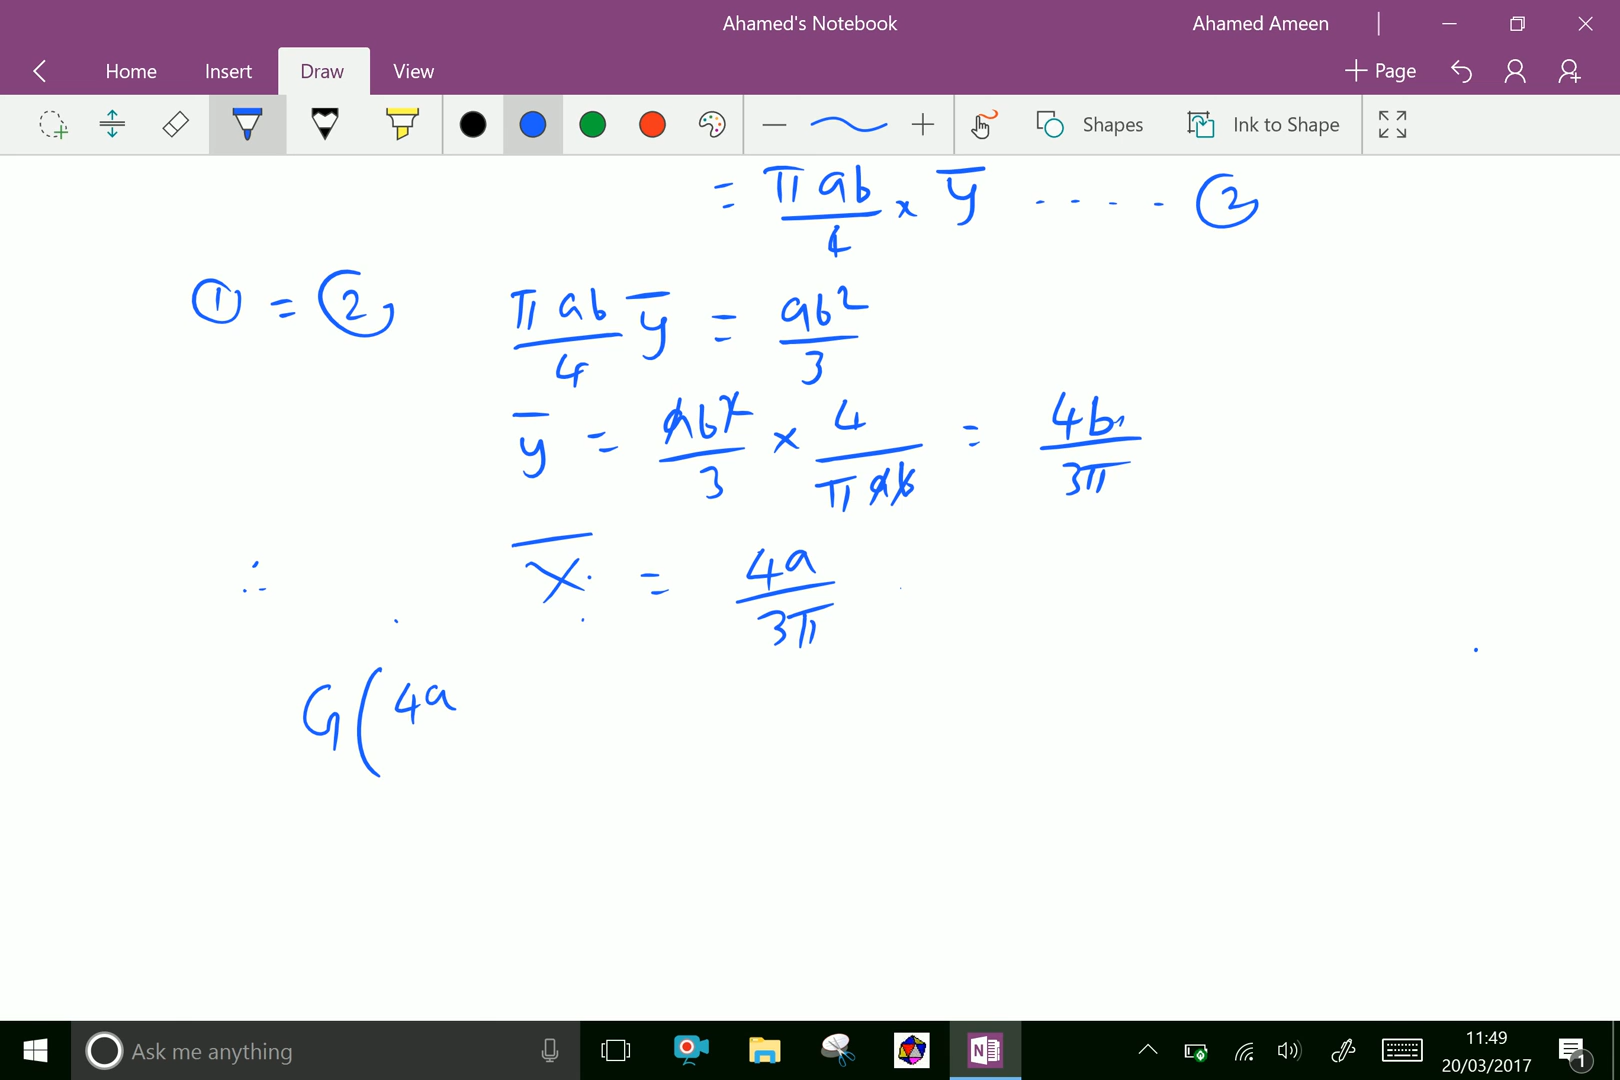 Ahamed's Notebook Ahamed Ameen
Home Insert Draw View Page
Shapes Ink to Shape
= πab/4 × ȳ ..... ②
① = ② πab/4 ȳ = ab²/3
ȳ = ab²/3 × 4/πab = 4b/3π
∴ x̄ = 4a/3π
G(4a
Ask me anything
11:49
20/03/2017
1